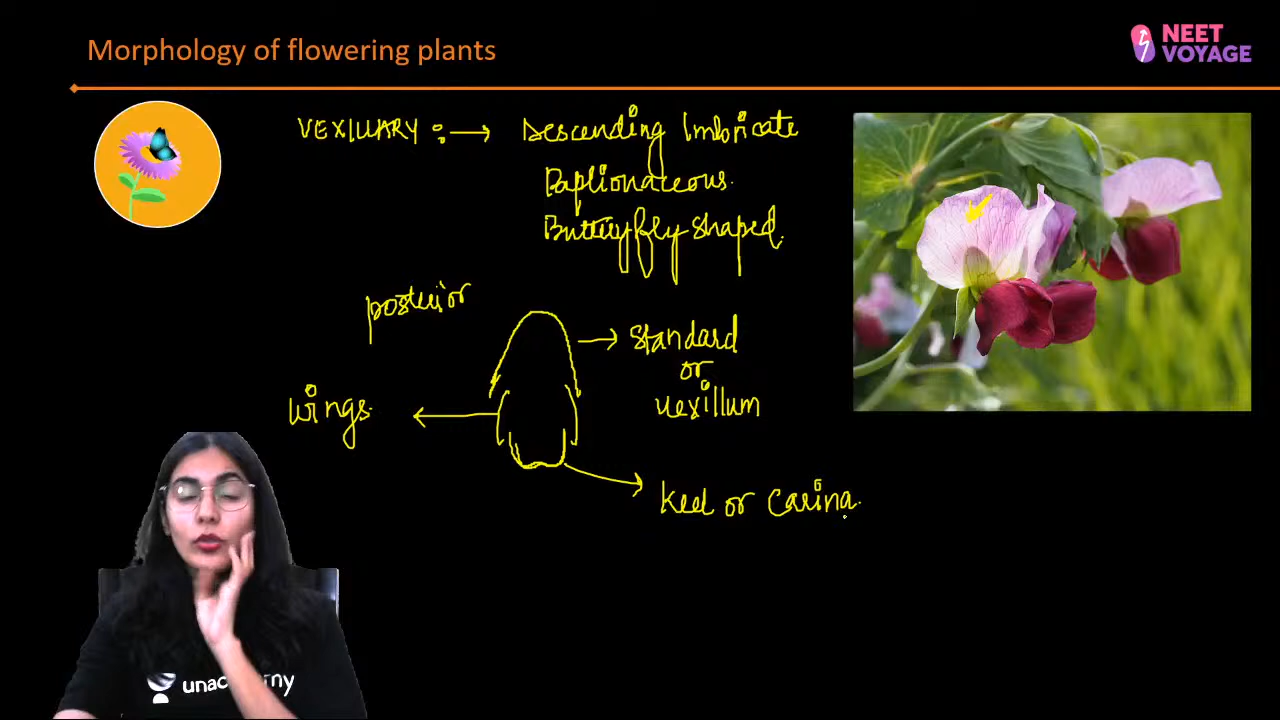 Morphology of flowering plants
NEET
VOYAGE
VEXILLARY :→ Descending Imbricate
Paplionaceous.
Butterfly shaped.
posterior
standard
or
vexillum
wings.
keel or carina.
unacademy